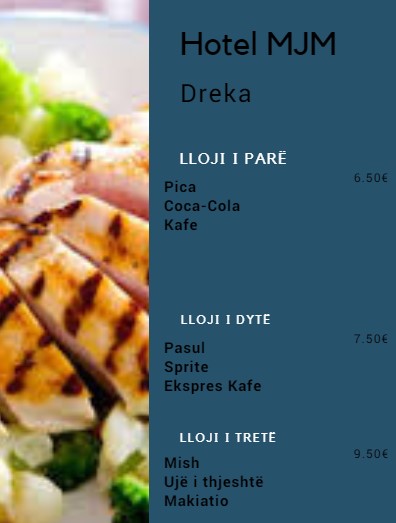 Hotel MJM
Dreka
LLOJI I PARË
6.50€
Pica
Coca-Cola
Kafe
LLOJI I DYTË
7.50€
Pasul
Sprite
Ekspres Kafe
LLOJI I TRETË
9.50€
Mish
Ujë i thjeshtë
Makiatio